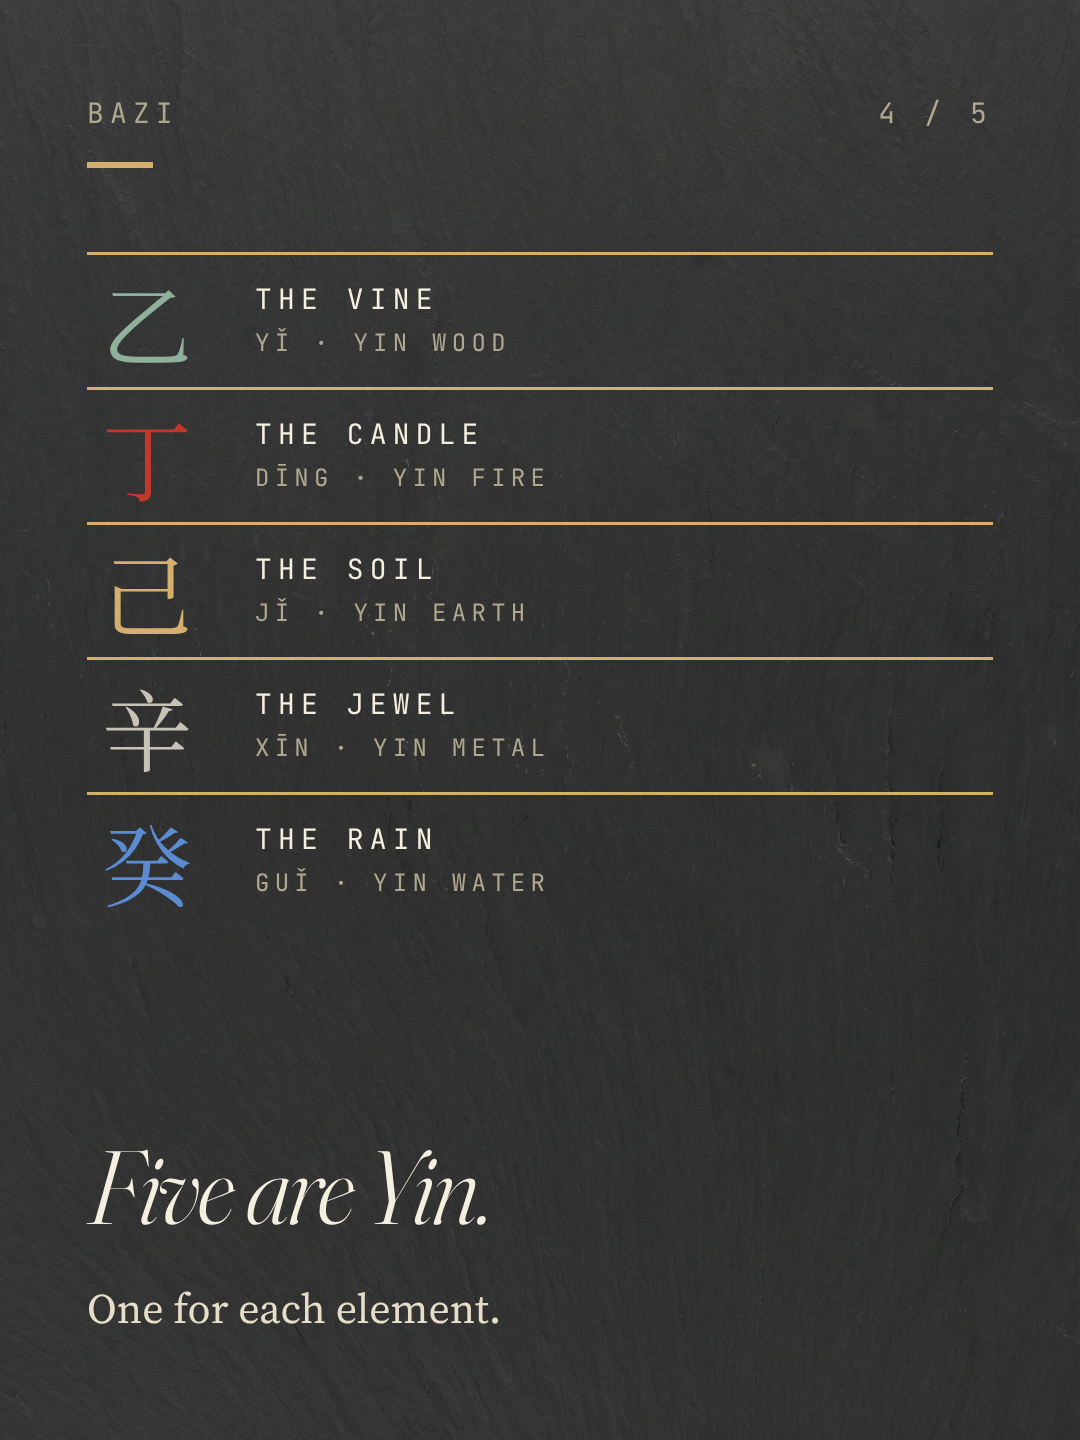 BAZI
4 / 5
乙
THE VINE
YǏ · YIN WOOD
丁
THE CANDLE
DĪNG · YIN FIRE
己
THE SOIL
JǏ · YIN EARTH
辛
THE JEWEL
XĪN · YIN METAL
癸
THE RAIN
GUǏ · YIN WATER
Five are Yin.
One for each element.